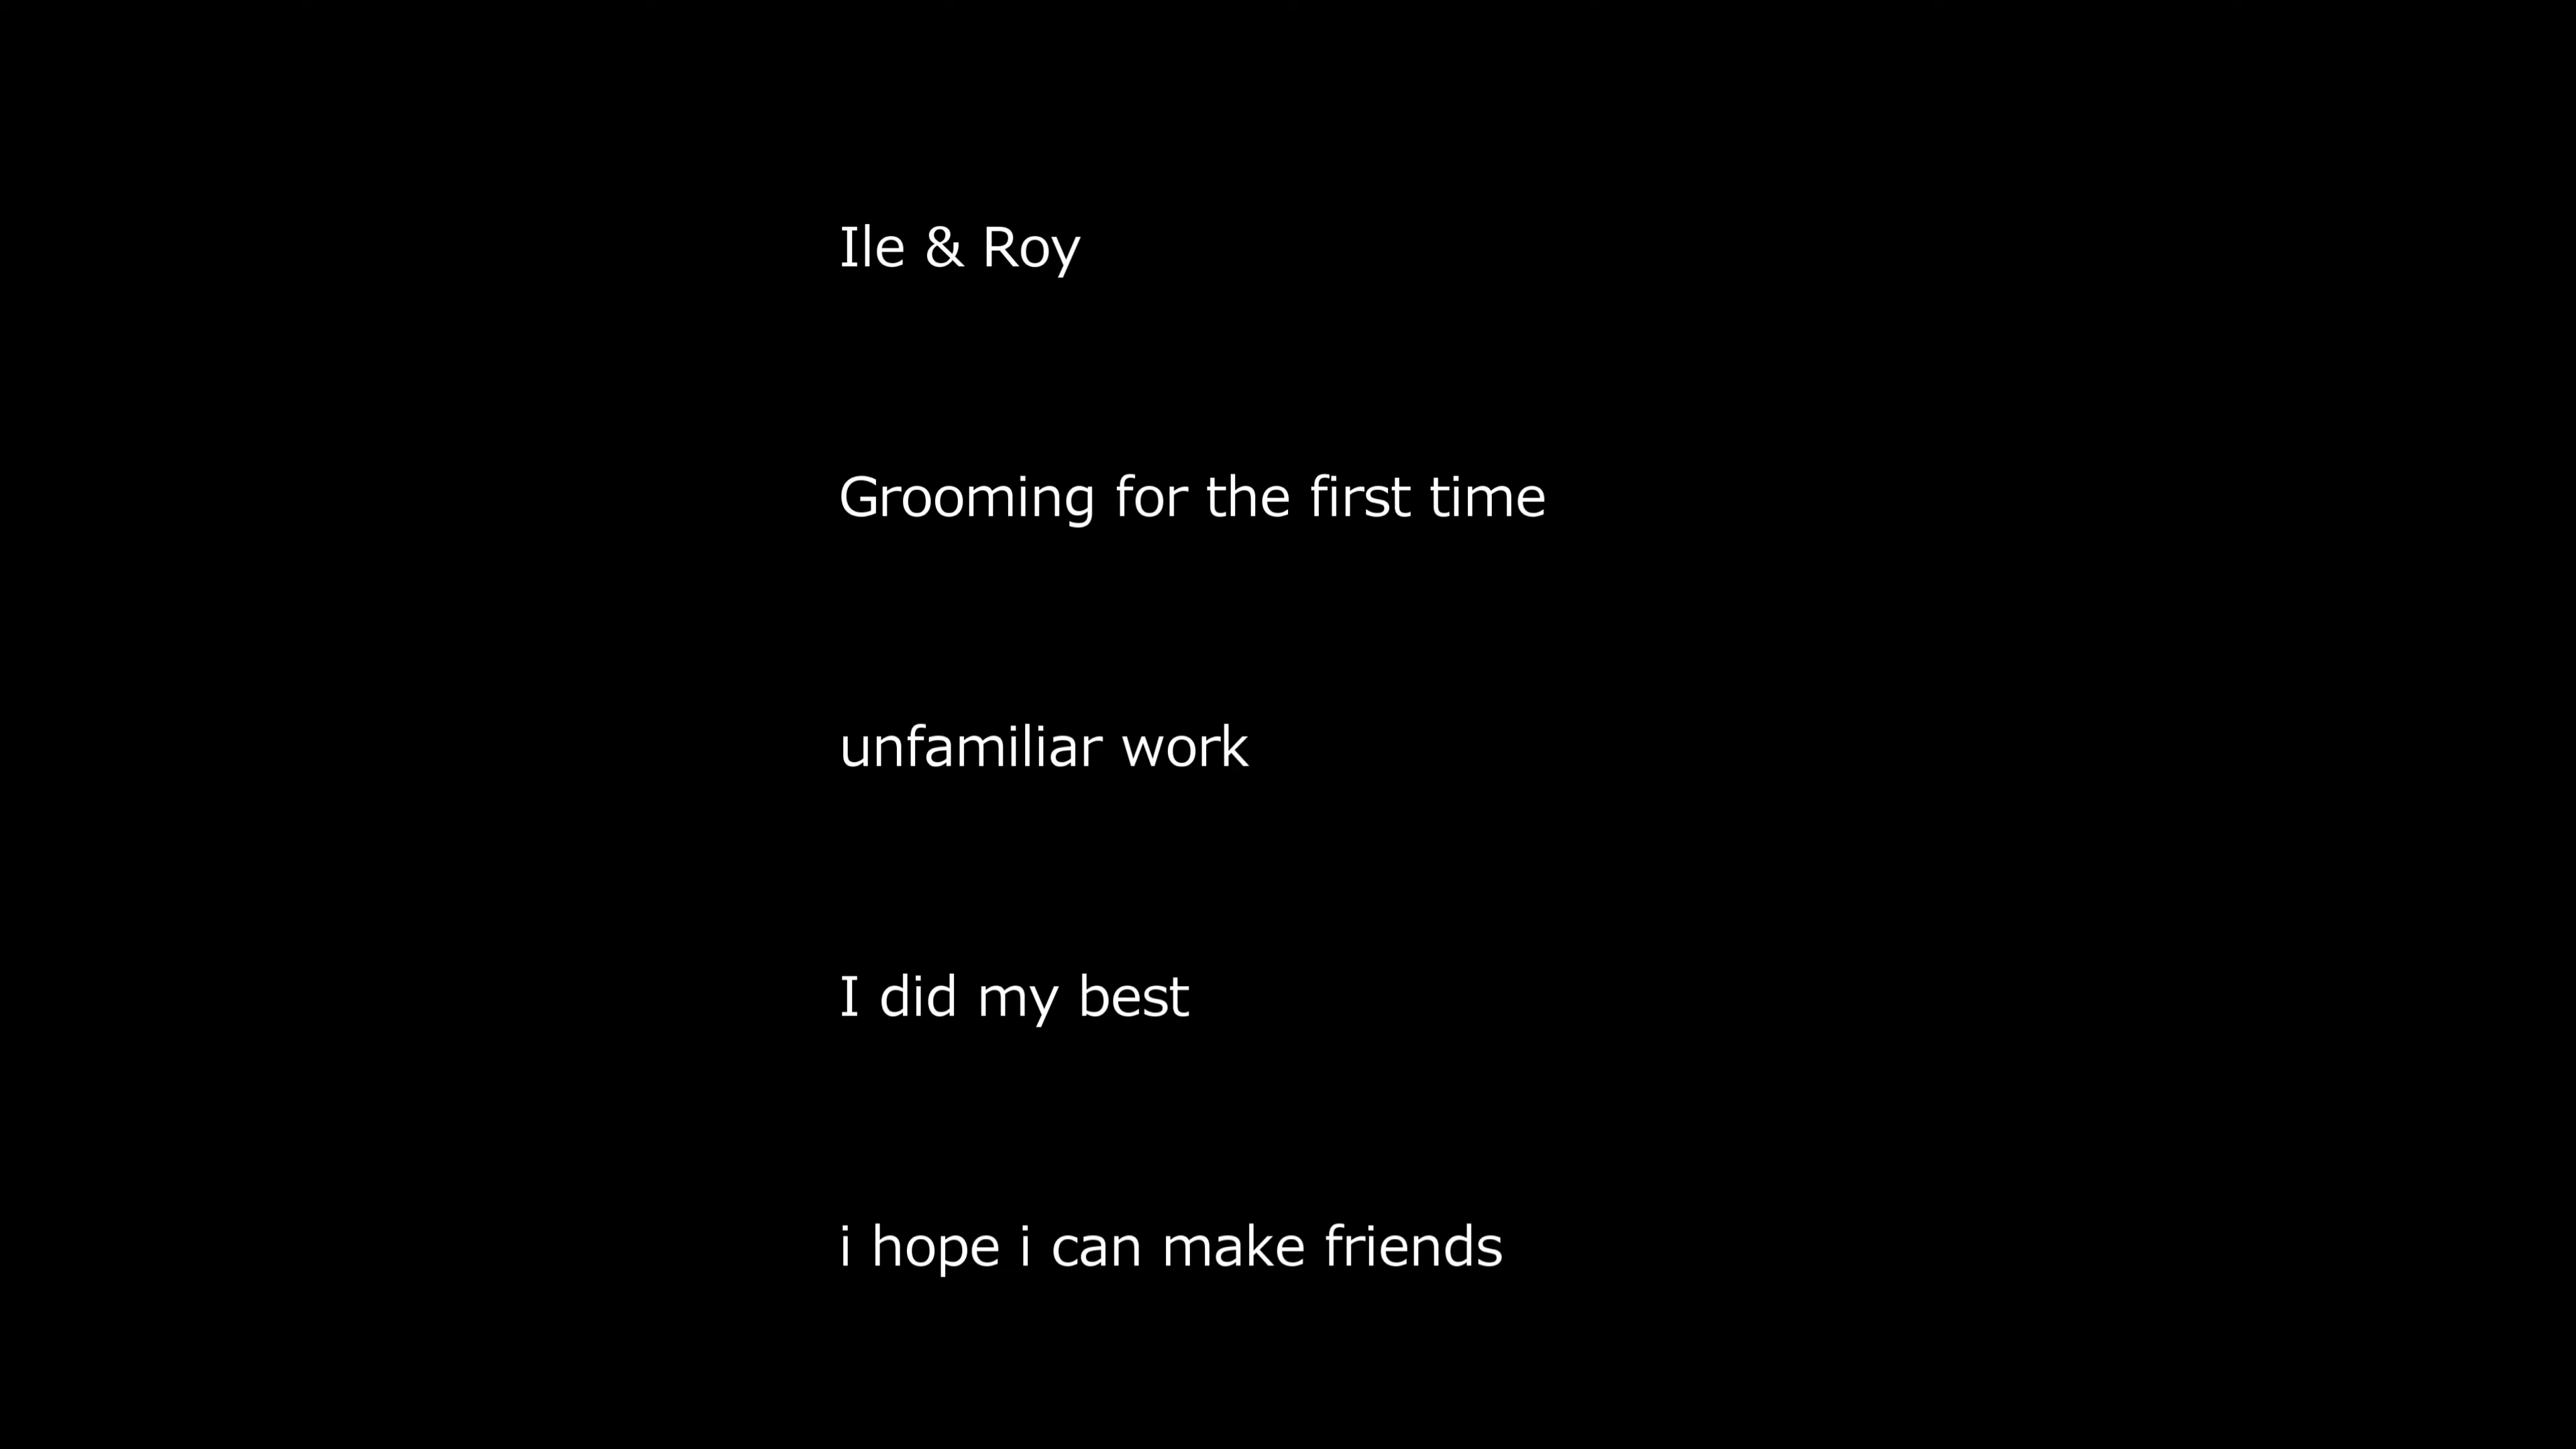 Ile & Roy
Grooming for the first time
unfamiliar work
I did my best
i hope i can make friends